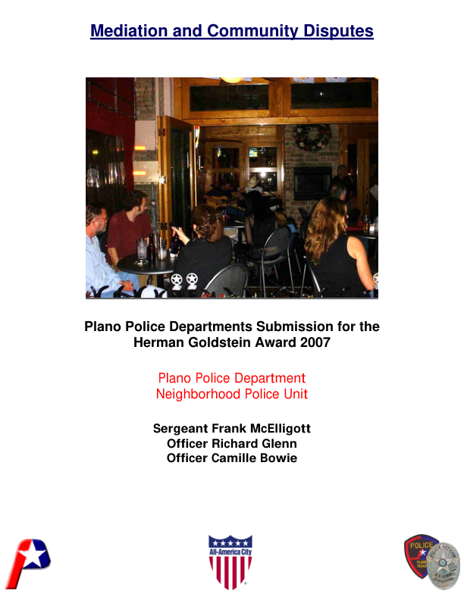 Mediation and Community Disputes
Plano Police Departments Submission for the
Herman Goldstein Award 2007
Plano Police Department
Neighborhood Police Unit
Sergeant Frank McElligott
Officer Richard Glenn
Officer Camille Bowie
All-America City
POLICE